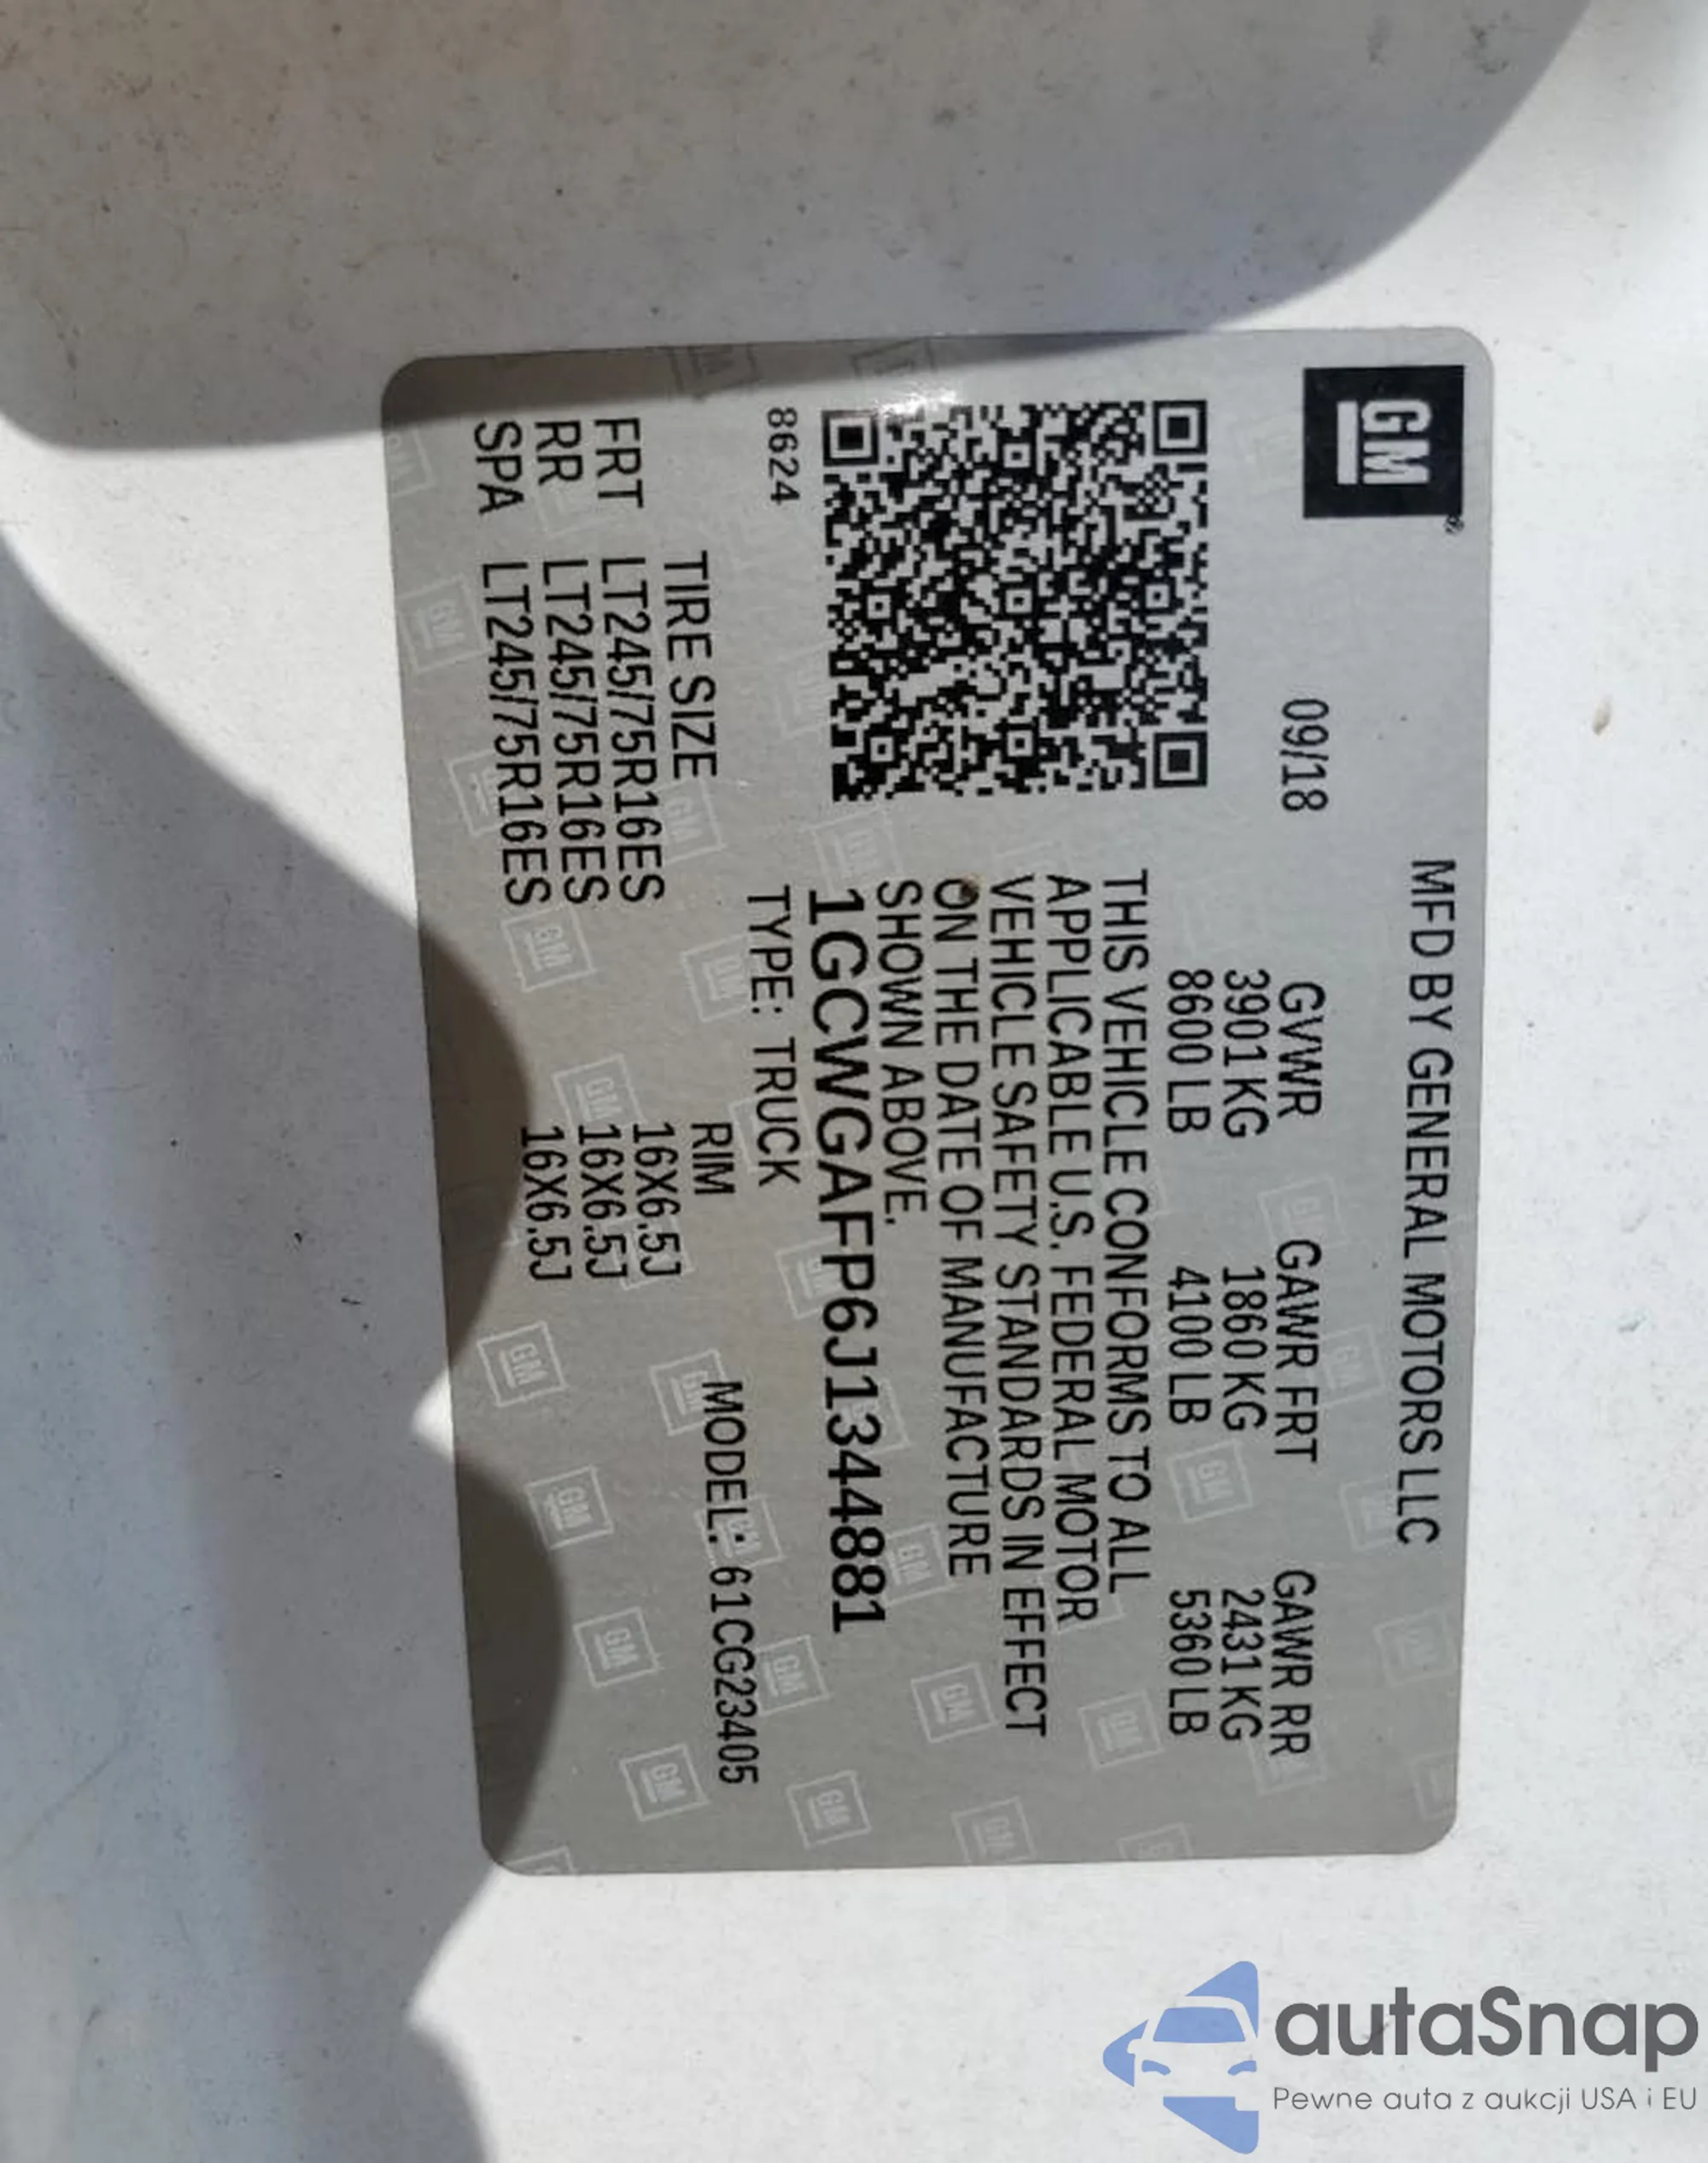 GM®
MFD BY GENERAL MOTORS LLC
09/18 GVWR GAWR FRT GAWR RR
3901 KG 1860 KG 2431 KG
8600 LB 4100 LB 5360 LB
THIS VEHICLE CONFORMS TO ALL
APPLICABLE U.S. FEDERAL MOTOR
VEHICLE SAFETY STANDARDS IN EFFECT
ON THE DATE OF MANUFACTURE
SHOWN ABOVE.
1GCWGAFP6J1344881
8624 TYPE: TRUCK
TIRE SIZE RIM MODEL: 61CG23405
FRT LT245/75R16ES 16X6.5J
RR LT245/75R16ES 16X6.5J
SPA LT245/75R16ES 16X6.5J
autaSnap
Pewne auta z aukcji USA i EU